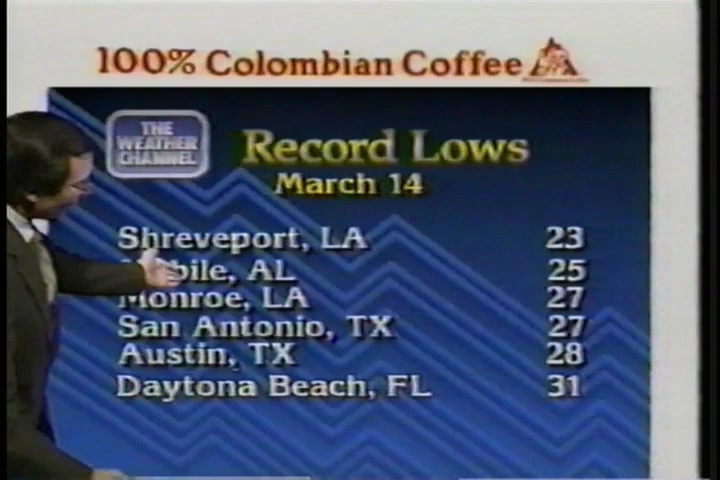 100% Colombian Coffee
THE
WEATHER
CHANNEL
Record Lows
March 14
Shreveport, LA 23
bile, AL 25
Monroe, LA 27
San Antonio, TX 27
Austin, TX 28
Daytona Beach, FL 31